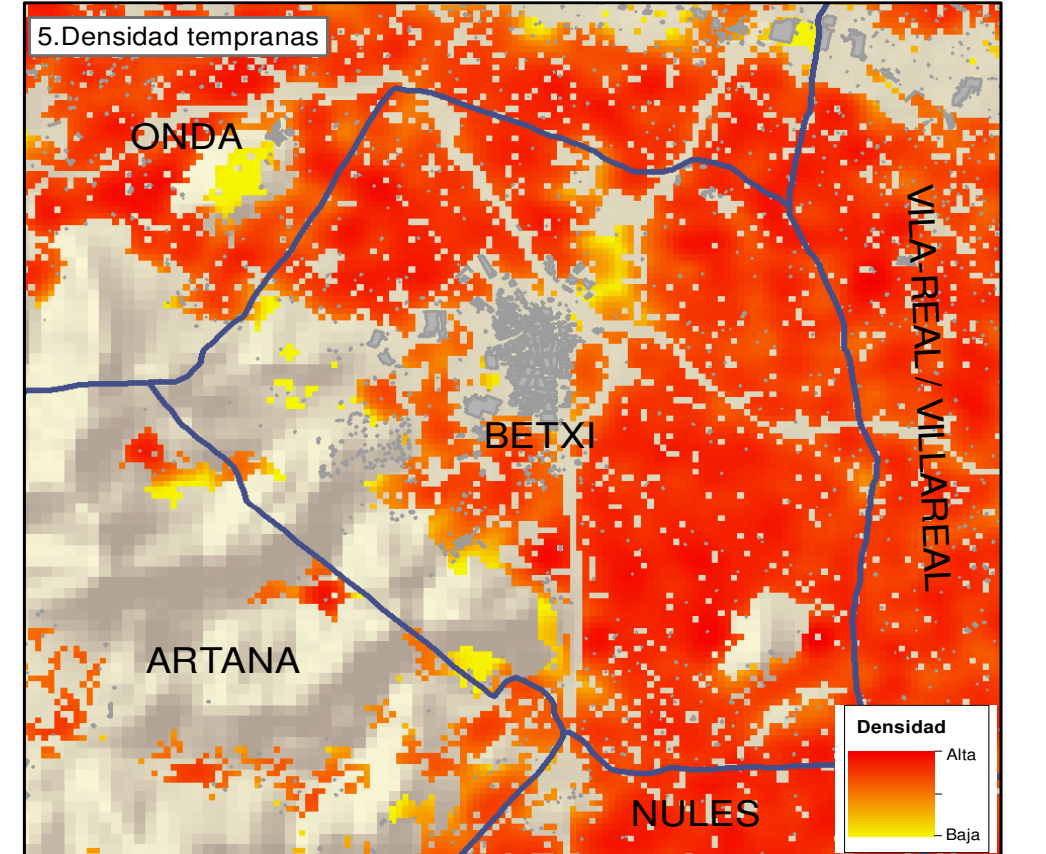 5.Densidad tempranas
ONDA
VILA-REAL / VILLAREAL
BETXI
ARTANA
NULES
Densidad
Alta
Baja